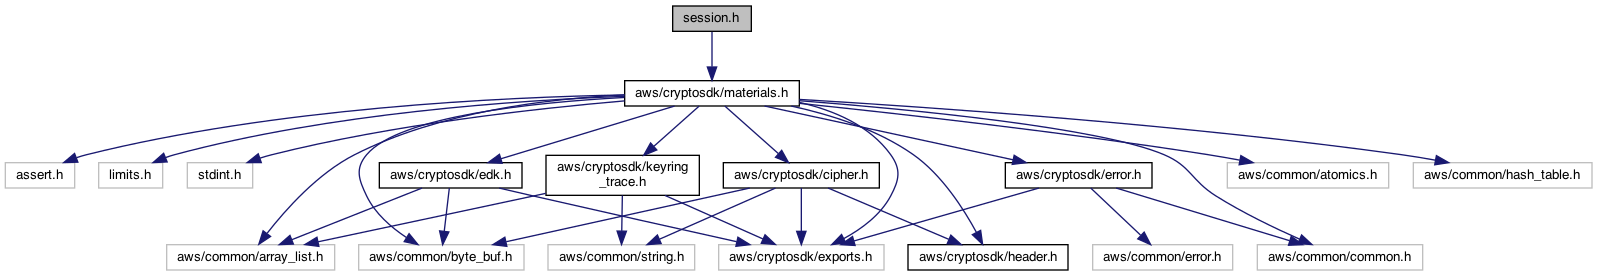 session.h
aws/cryptosdk/materials.h
assert.h
limits.h
stdint.h
aws/cryptosdk/edk.h
aws/cryptosdk/keyring
_trace.h
aws/cryptosdk/cipher.h
aws/cryptosdk/error.h
aws/common/atomics.h
aws/common/hash_table.h
aws/common/array_list.h
aws/common/byte_buf.h
aws/common/string.h
aws/cryptosdk/exports.h
aws/cryptosdk/header.h
aws/common/error.h
aws/common/common.h